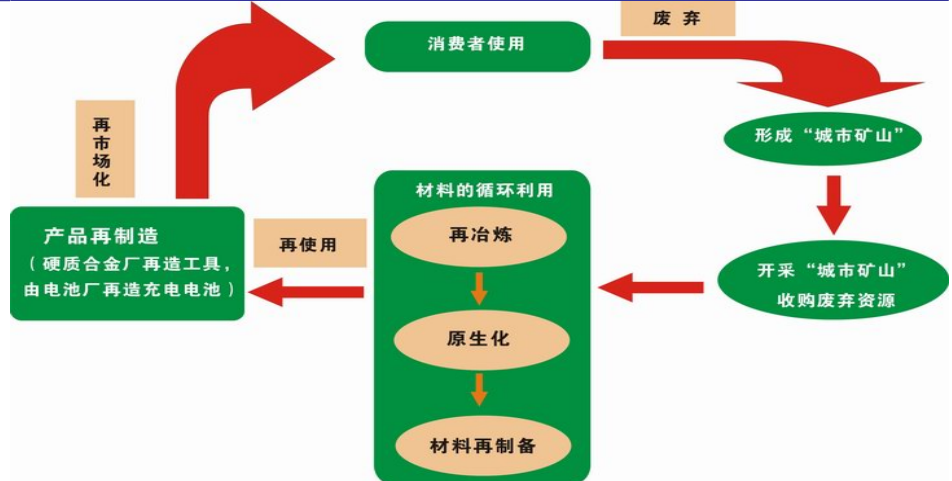 废 弃
消费者使用
形成“城市矿山”
再
市
场
化
材料的循环利用
再冶炼
产品再制造
（硬质合金厂再造工具，
由电池厂再造充电电池）
再使用
开采“城市矿山”
收购废弃资源
原生化
材料再制备